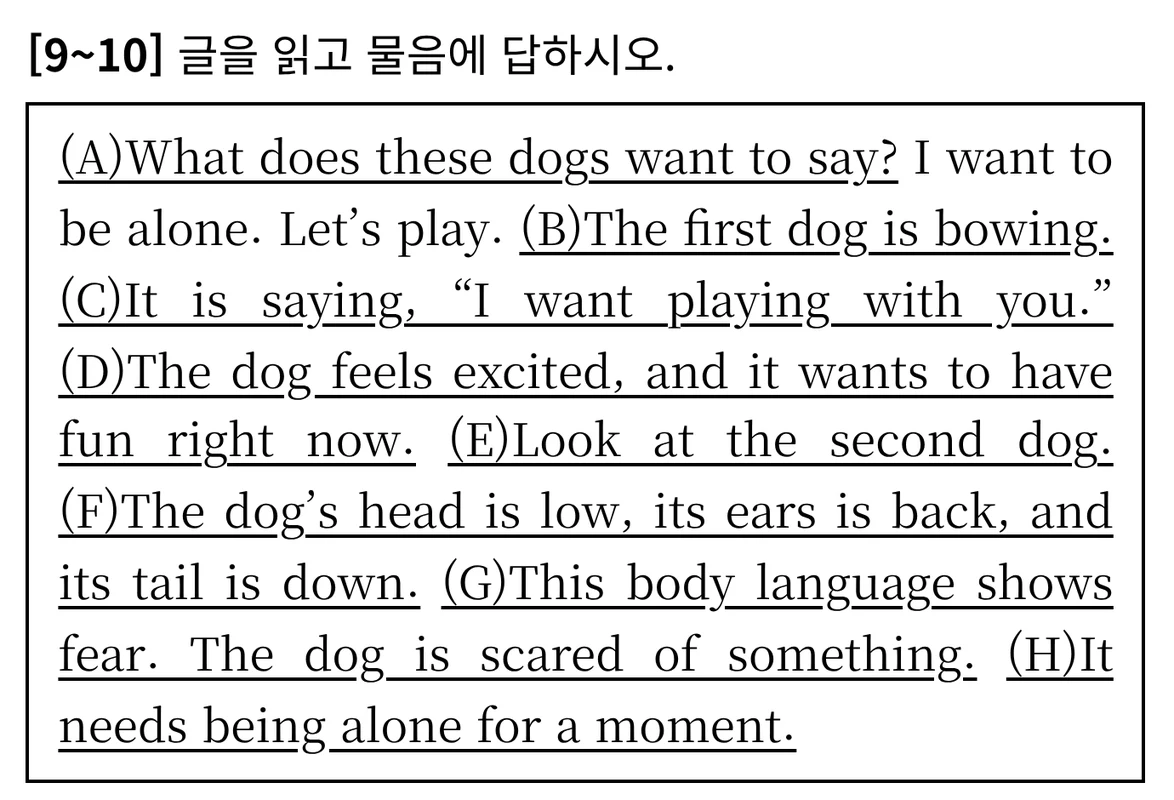 [9~10] 글을 읽고 물음에 답하시오.
(A)What does these dogs want to say? I want to
be alone. Let’s play. (B)The first dog is bowing.
(C)It is saying, “I want playing with you.”
(D)The dog feels excited, and it wants to have
fun right now. (E)Look at the second dog.
(F)The dog’s head is low, its ears is back, and
its tail is down. (G)This body language shows
fear. The dog is scared of something. (H)It
needs being alone for a moment.